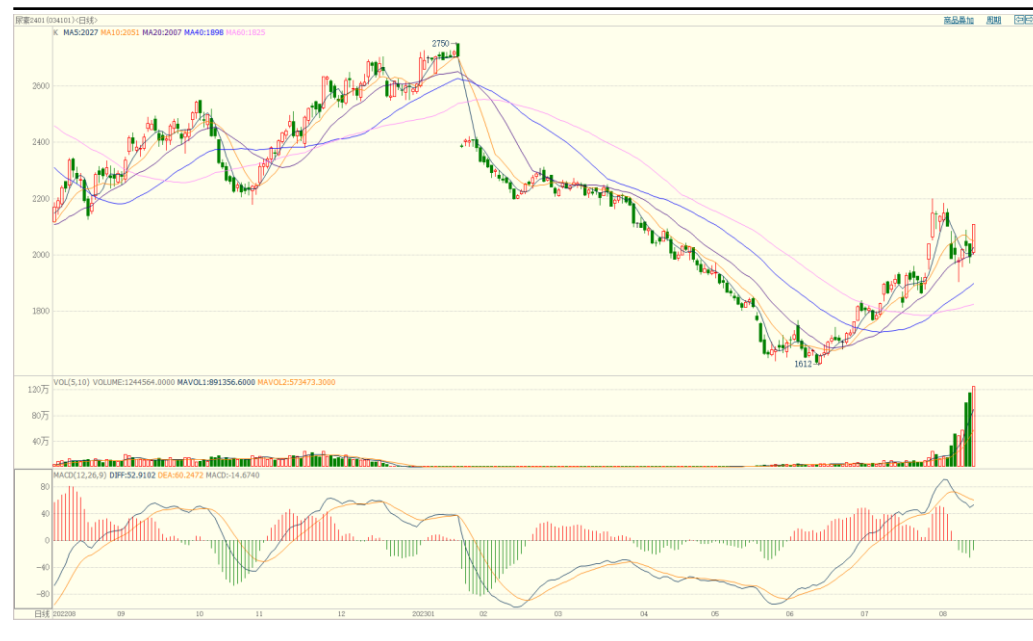 尿素2401(034101)<日线>
商品叠加 周期
K MA5:2027 MA10:2051 MA20:2007 MA40:1898 MA60:1825
2750
2600
2400
2200
2000
1800
1612
VOL(5,10) VOLUME:1244564.0000 MAVOL1:891356.6000 MAVOL2:573473.3000
120万
80万
40万
MACD(12,26,9) DIFF:52.9102 DEA:60.2472 MACD:-14.6740
80
40
0
-40
-80
日线 202208 09 10 11 12 202301 02 03 04 05 06 07 08